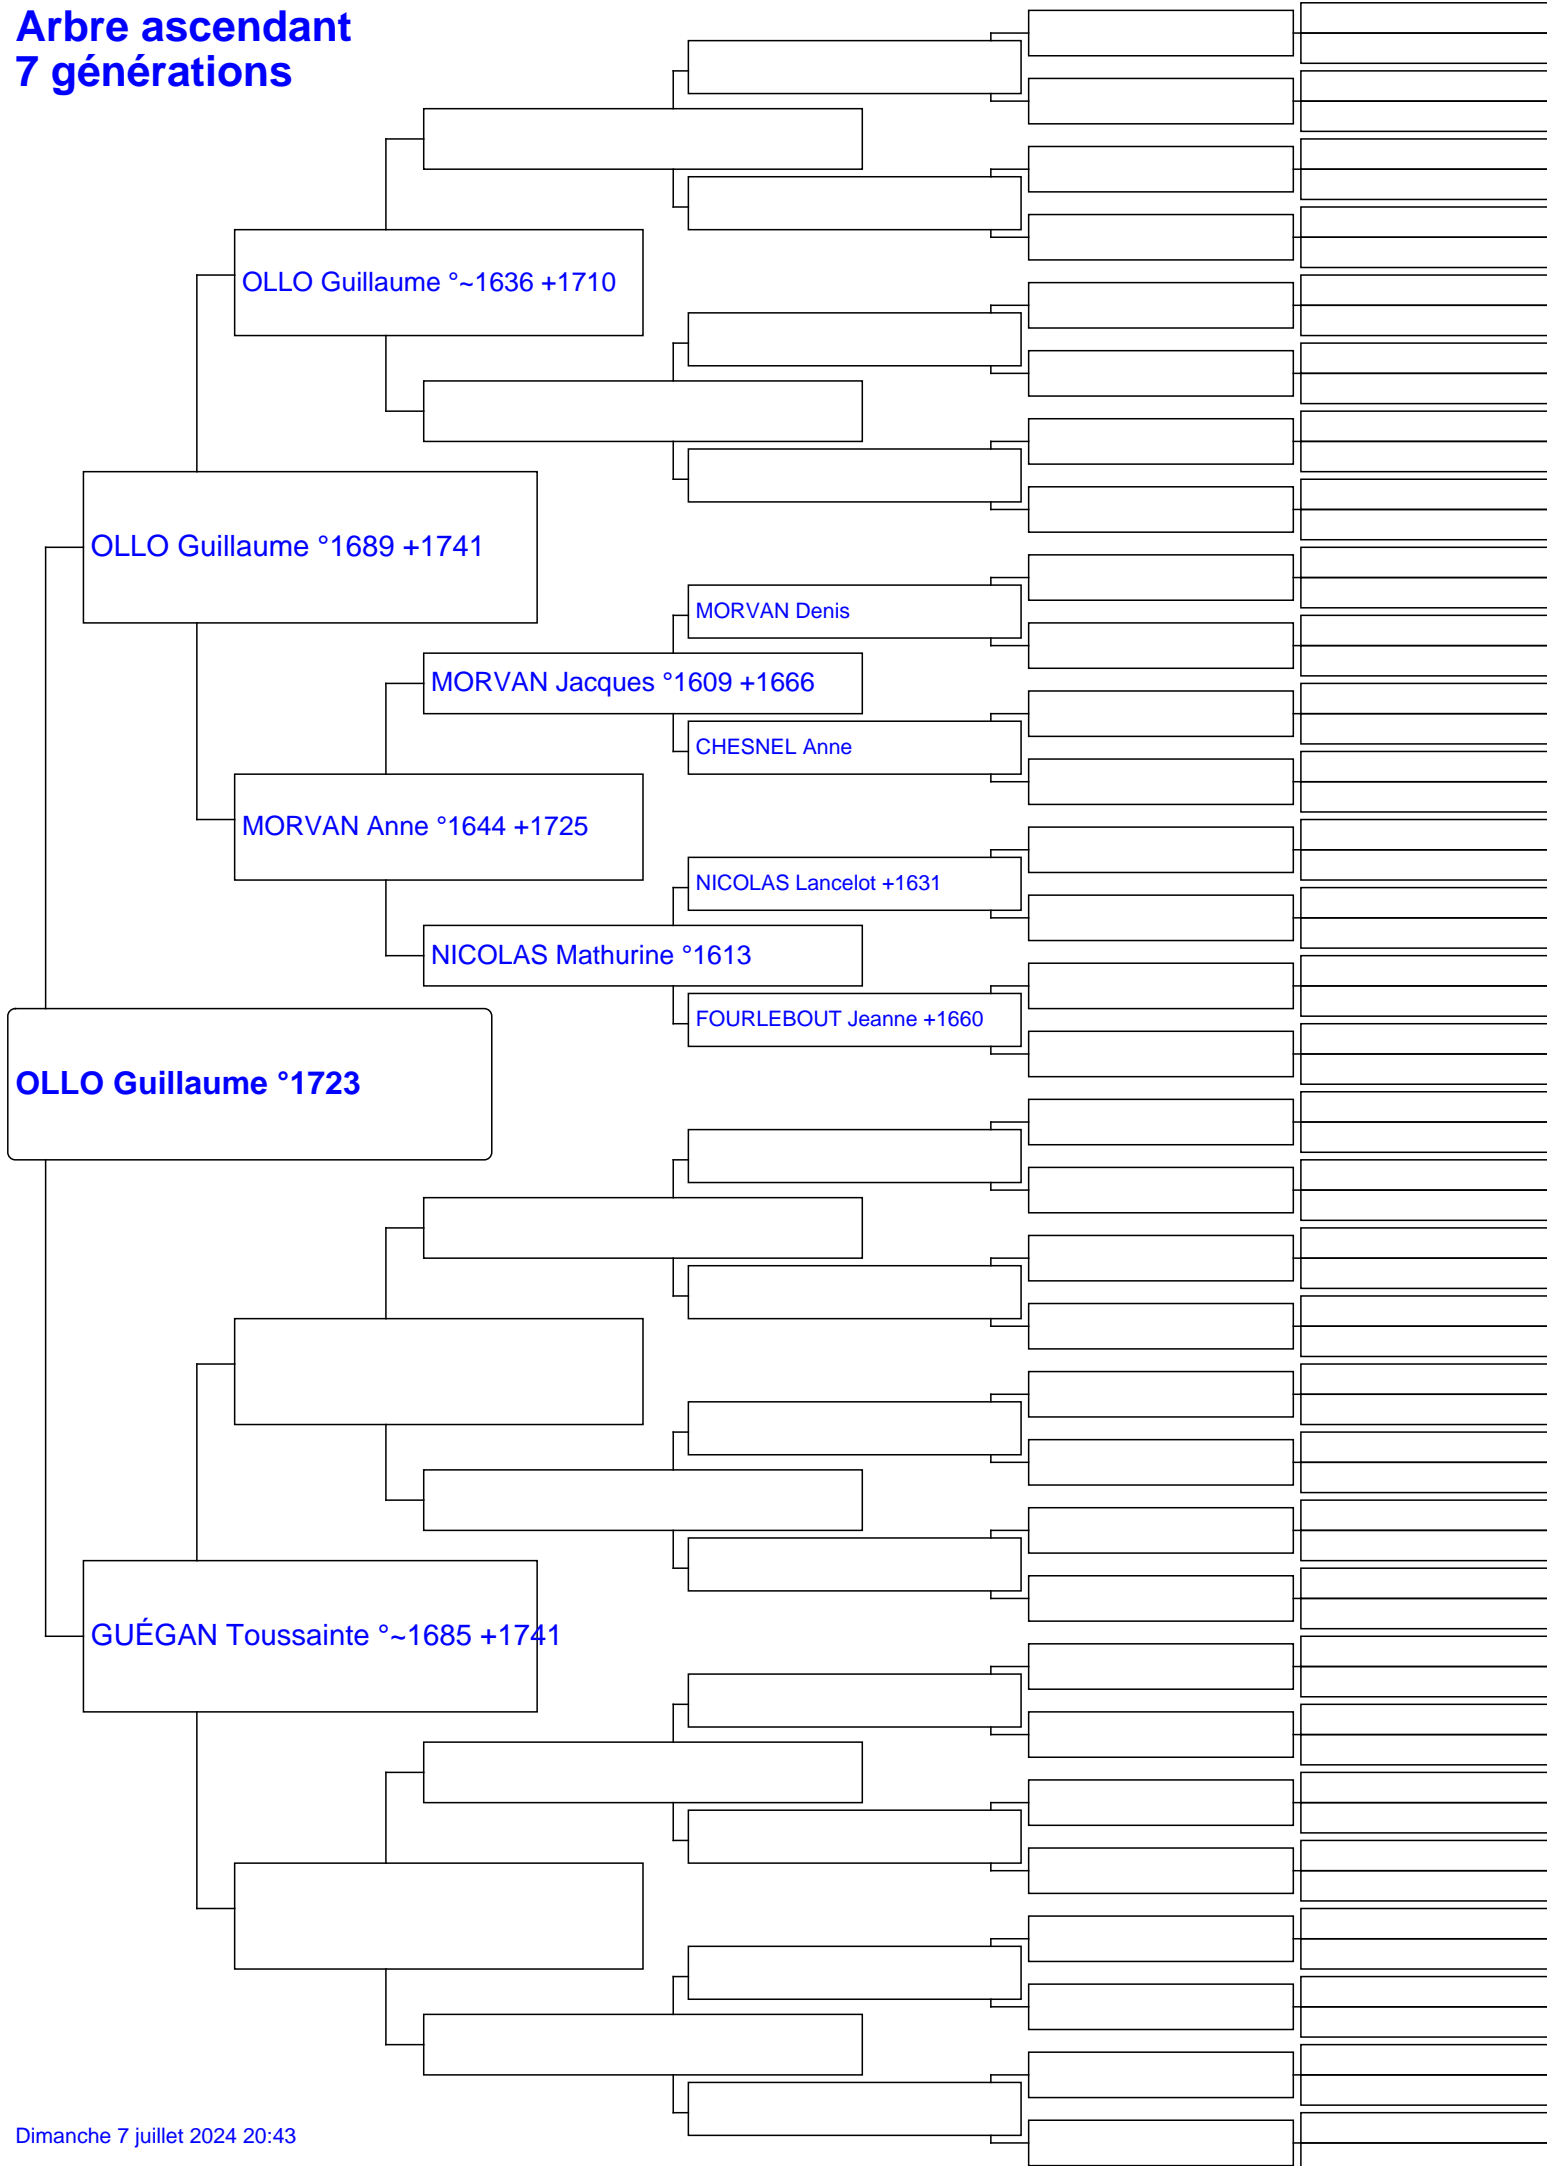 Arbre ascendant
7 générations
OLLO Guillaume °~1636 +1710
OLLO Guillaume °1689 +1741
MORVAN Denis
MORVAN Jacques °1609 +1666
CHESNEL Anne
MORVAN Anne °1644 +1725
NICOLAS Lancelot +1631
NICOLAS Mathurine °1613
FOURLEBOUT Jeanne +1660
OLLO Guillaume °1723
GUÉGAN Toussainte °~1685 +1741
Dimanche 7 juillet 2024 20:43